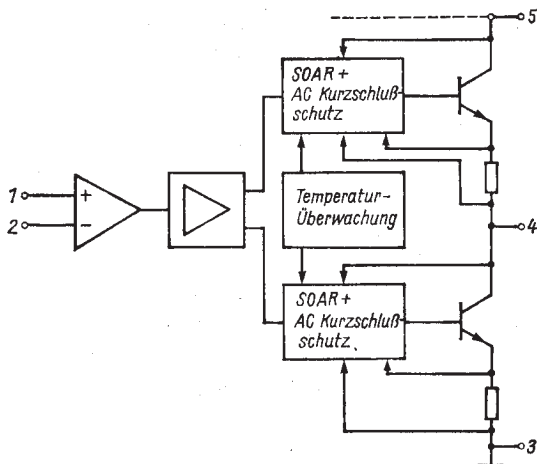 5
SOAR +
AC Kurzschluß-
schutz
1
+
2
−
Temperatur-
Überwachung
4
SOAR +
AC Kurzschluß-
schutz
3